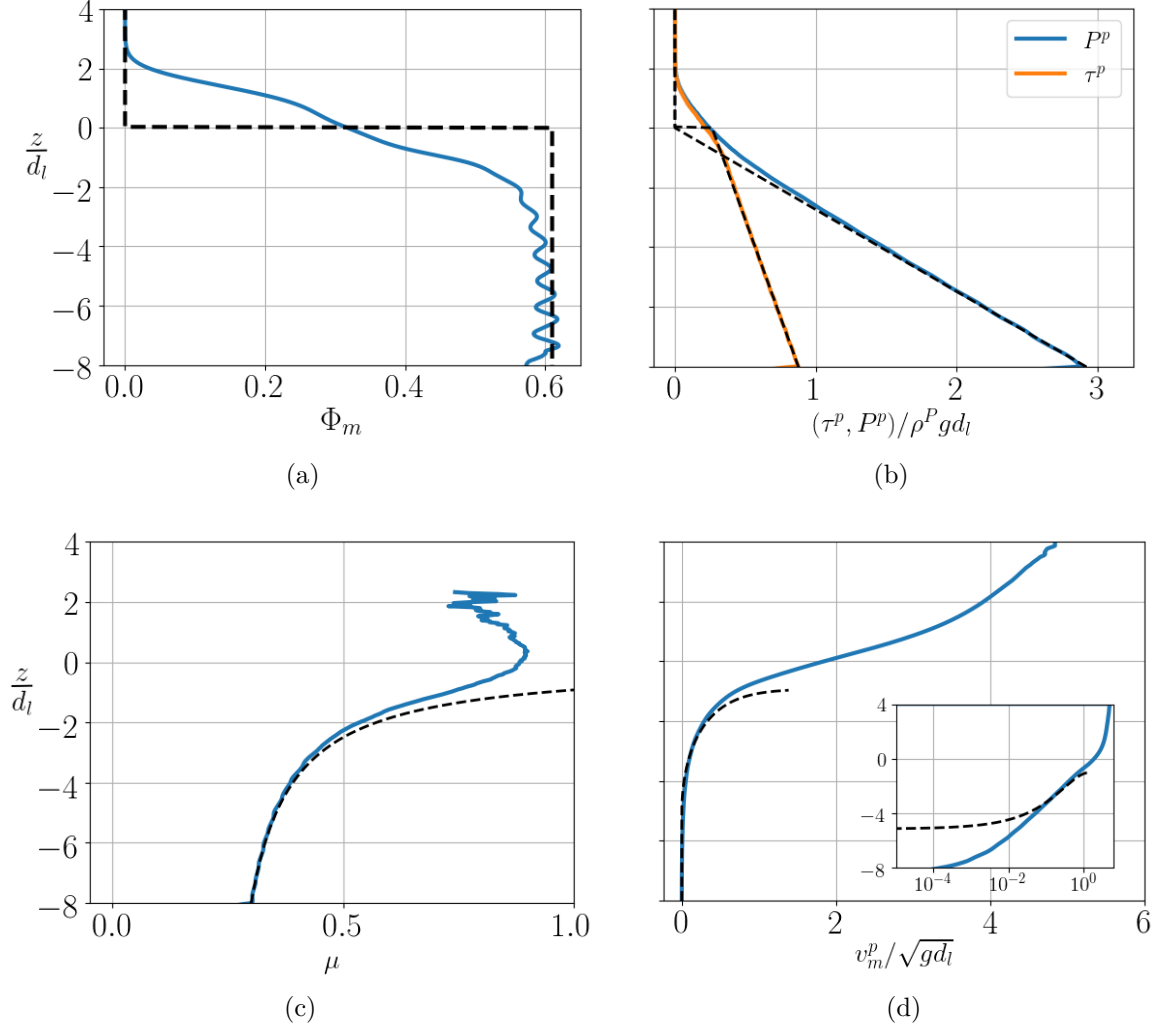 4
2
0
−2
−4
−6
−8
z/d_l
0.0 0.2 0.4 0.6
Φ_m
(a)
P^p
τ^p
0 1 2 3
(τ^p, P^p)/ρ^P g d_l
(b)
4
2
0
−2
−4
−6
−8
z/d_l
0.0 0.5 1.0
μ
(c)
4
0
−4
−8
10^{−4} 10^{−2} 10^0
0 2 4 6
v_m^p/√gd_l
(d)